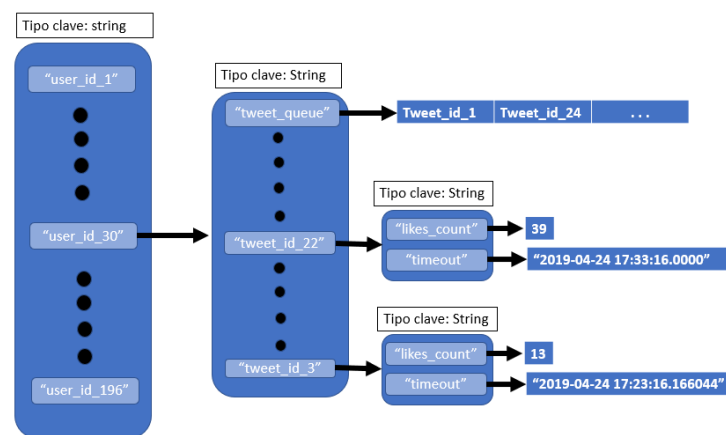 Tipo clave: string
“user_id_1”
“user_id_30”
“user_id_196”
Tipo clave: String
“tweet_queue”
“tweet_id_22”
“tweet_id_3”
Tweet_id_1 Tweet_id_24 . . .
Tipo clave: String
“likes_count” 39
“timeout” “2019-04-24 17:33:16.0000”
Tipo clave: String
“likes_count” 13
“timeout” “2019-04-24 17:23:16.166044”